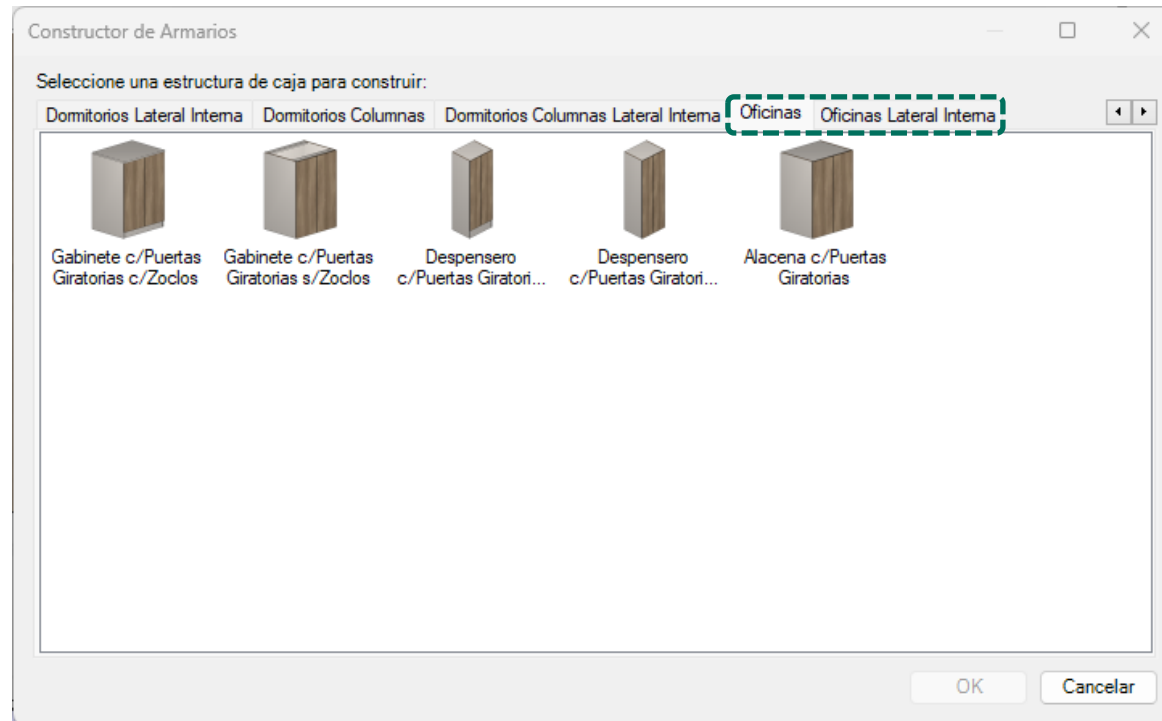 Constructor de Armarios
Seleccione una estructura de caja para construir:
Dormitorios Lateral Interna
Dormitorios Columnas
Dormitorios Columnas Lateral Interna
Oficinas
Oficinas Lateral Interna
Gabinete c/Puertas
Giratorias c/Zoclos
Gabinete c/Puertas
Giratorias s/Zoclos
Despensero
c/Puertas Giratori...
Despensero
c/Puertas Giratori...
Alacena c/Puertas
Giratorias
OK
Cancelar